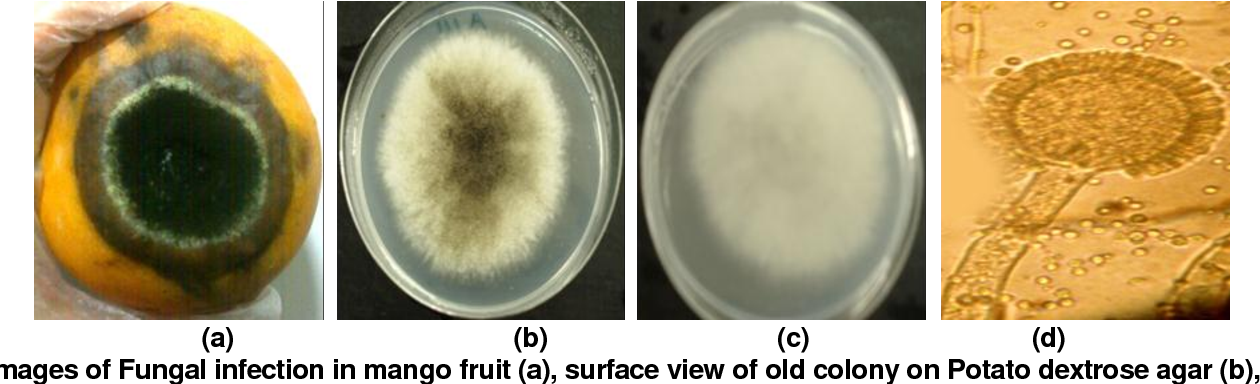 (a) (b) (c) (d)
mages of Fungal infection in mango fruit (a), surface view of old colony on Potato dextrose agar (b),